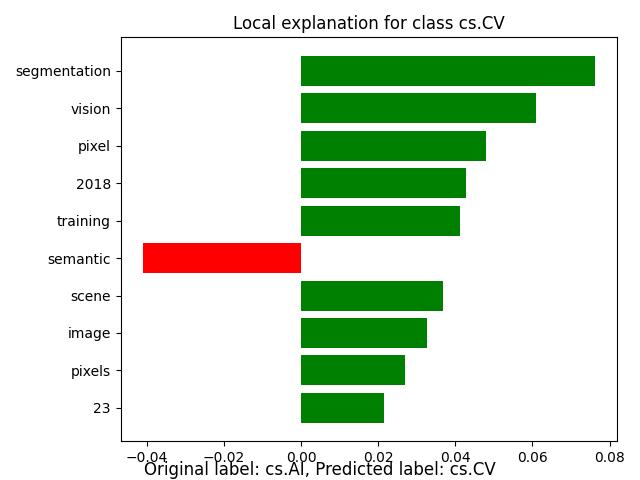 Local explanation for class cs.CV
segmentation
vision
pixel
2018
training
semantic
scene
image
pixels
23
−0.04 −0.02 0.00 0.02 0.04 0.06 0.08
Original label: cs.AI, Predicted label: cs.CV